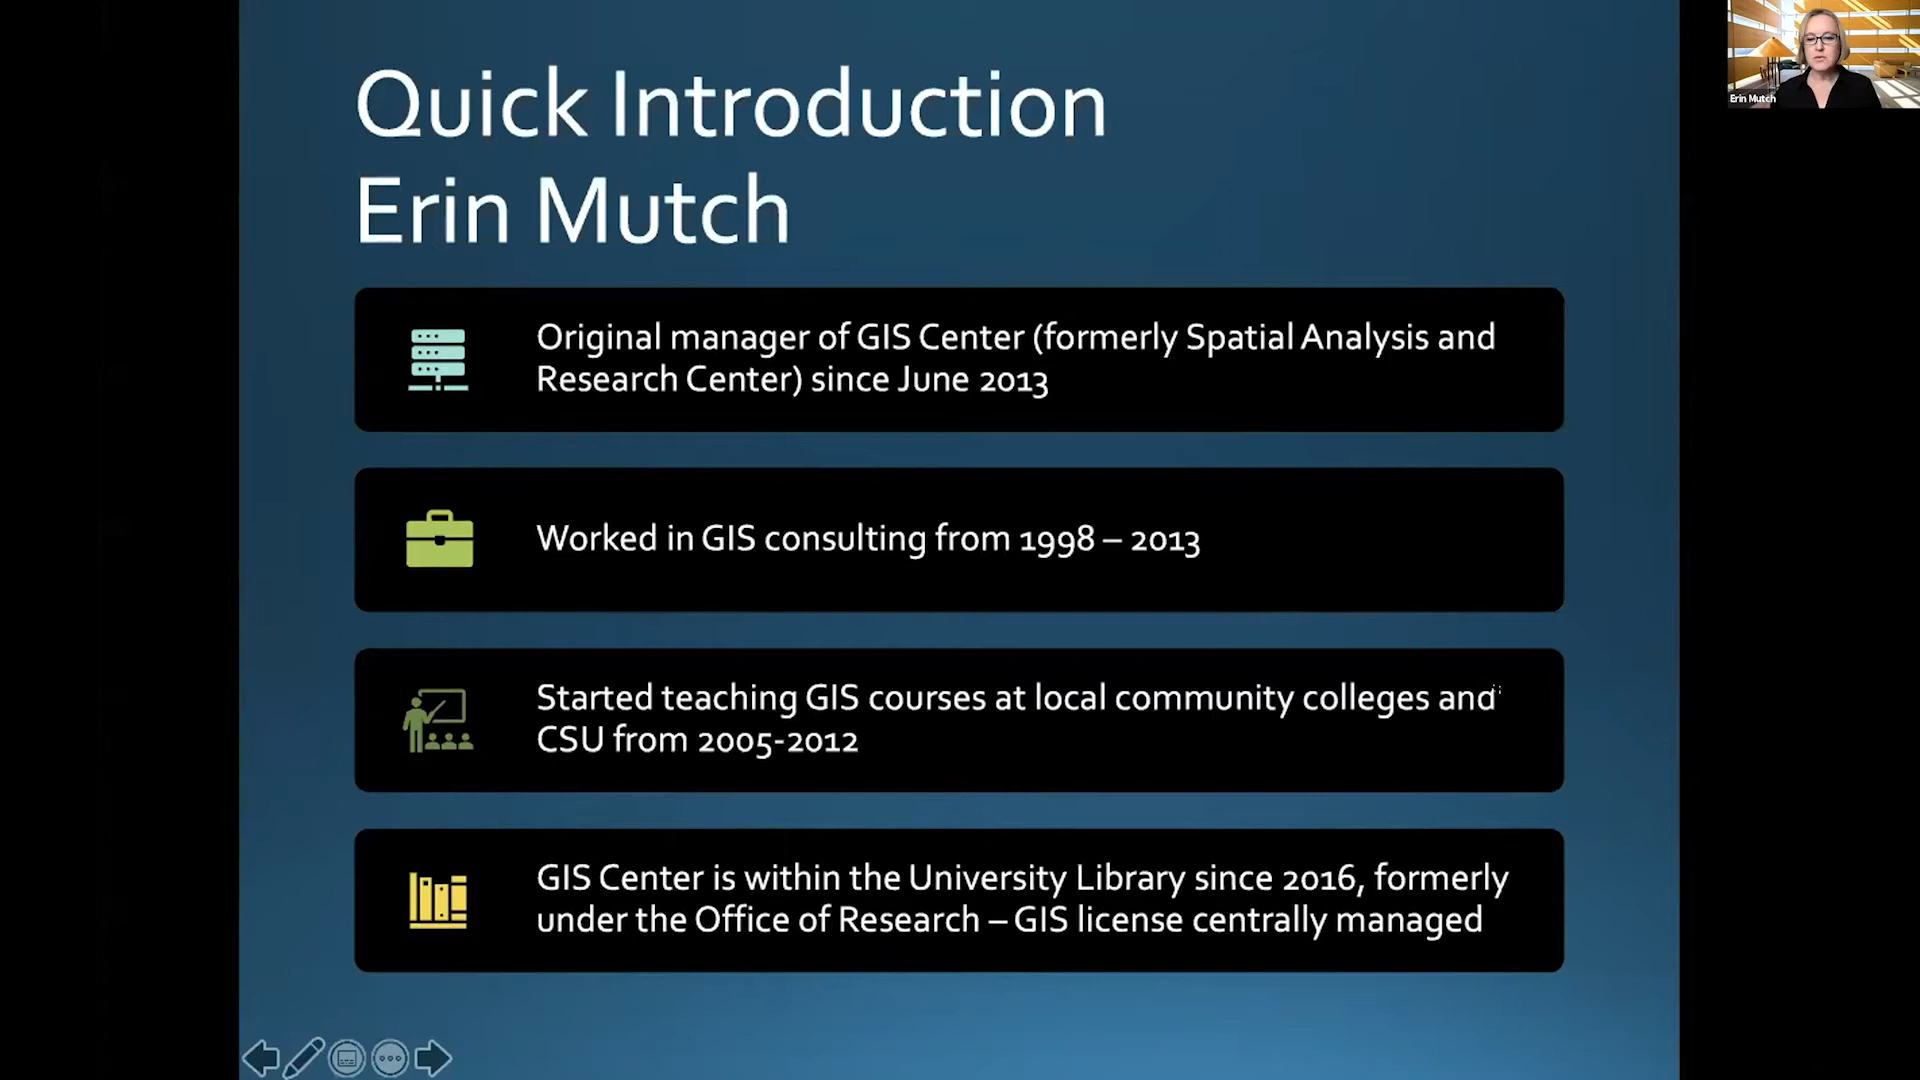 Quick Introduction
Erin Mutch
Original manager of GIS Center (formerly Spatial Analysis and
Research Center) since June 2013
Worked in GIS consulting from 1998 – 2013
Started teaching GIS courses at local community colleges and
CSU from 2005-2012
GIS Center is within the University Library since 2016, formerly
under the Office of Research – GIS license centrally managed
Erin Mutch